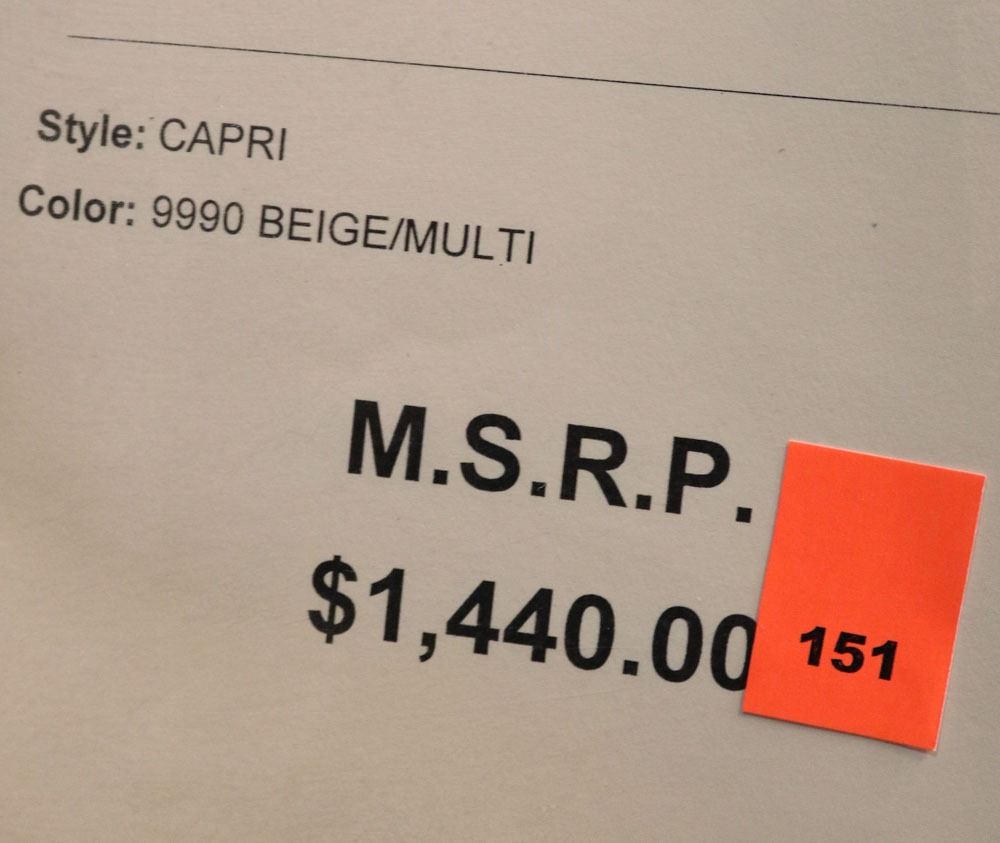 Style: CAPRI
Color: 9990 BEIGE/MULTI
M.S.R.P.
$1,440.00
151